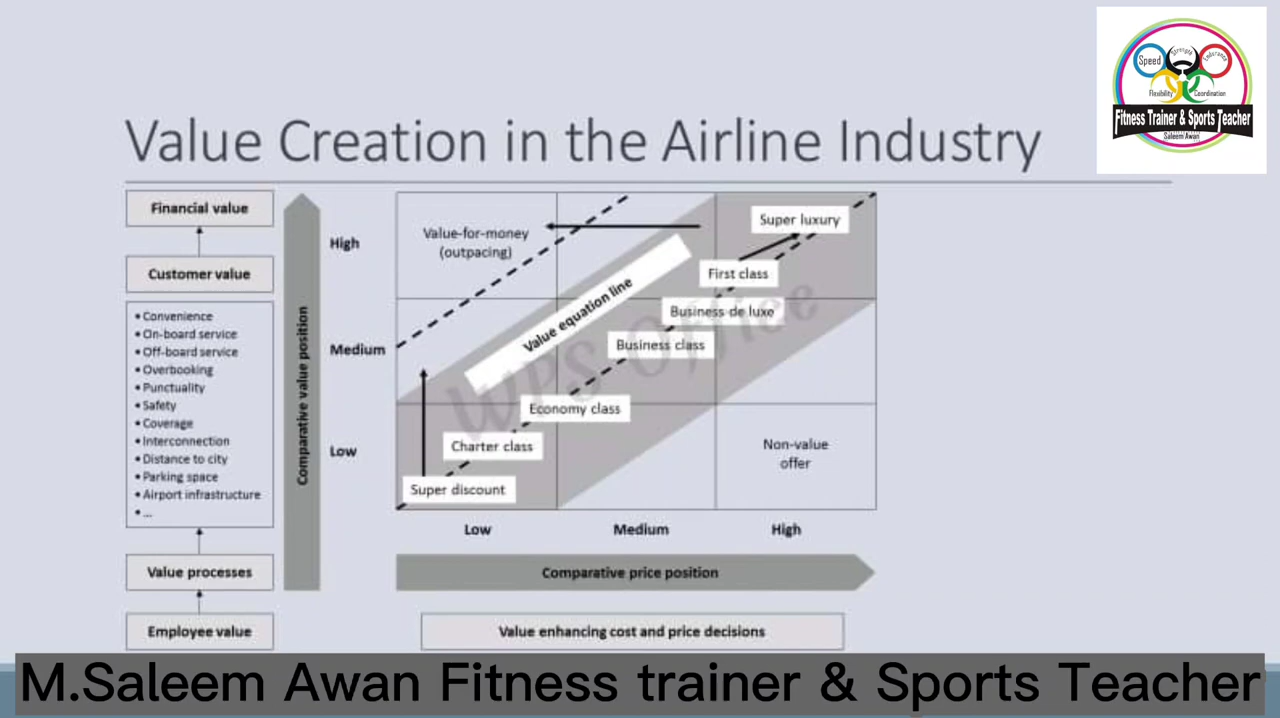 Speed
Strength
Endurance
Flexibility
Coordination
Fitness Trainer & Sports Teacher
Saleem Awan
Value Creation in the Airline Industry
Financial value
Customer value
• Convenience
• On-board service
• Off-board service
• Overbooking
• Punctuality
• Safety
• Coverage
• Interconnection
• Distance to city
• Parking space
• Airport infrastructure
• ...
Value processes
Employee value
Comparative value position
High
Medium
Low
Value-for-money
(outpacing)
Value equation line
Super luxury
First class
Business de luxe
Business class
Economy class
Charter class
Super discount
Non-value
offer
WPS Office
Low
Medium
High
Comparative price position
Value enhancing cost and price decisions
M.Saleem Awan Fitness trainer & Sports Teacher